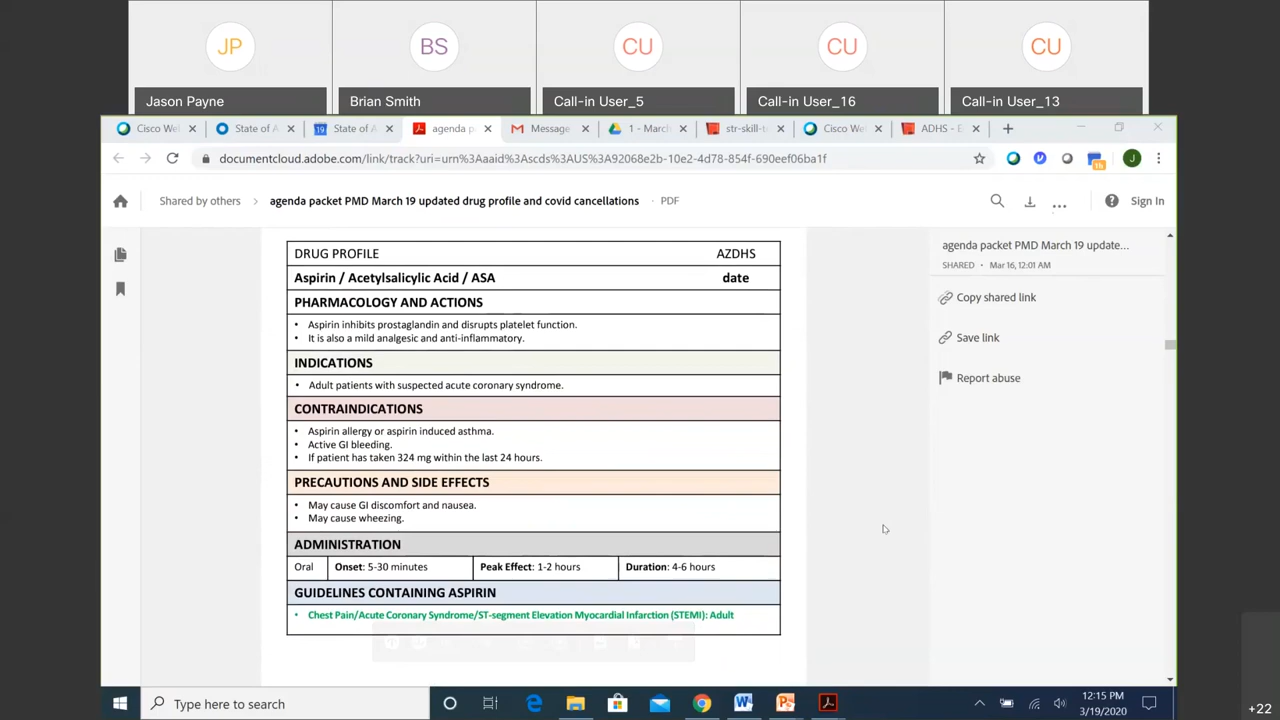 JP
BS
CU
CU
CU
Jason Payne
Brian Smith
Call-in User_5
Call-in User_16
Call-in User_13
Cisco We
State of A
19
State of A
agenda p
Message
1 - March
str-skill-t
Cisco We
ADHS - E
documentcloud.adobe.com/link/track?uri=urn%3Aaaid%3Ascds%3AUS%3A92068e2b-10e2-4d78-854f-690eef06ba1f
J
Shared by others > agenda packet PMD March 19 updated drug profile and covid cancellations · PDF
Sign In
agenda packet PMD March 19 update...
SHARED • Mar 16, 12:01 AM
Copy shared link
Save link
Report abuse
DRUG PROFILE AZDHS
Aspirin / Acetylsalicylic Acid / ASA date
PHARMACOLOGY AND ACTIONS
• Aspirin inhibits prostaglandin and disrupts platelet function.
• It is also a mild analgesic and anti-inflammatory.
INDICATIONS
• Adult patients with suspected acute coronary syndrome.
CONTRAINDICATIONS
• Aspirin allergy or aspirin induced asthma.
• Active GI bleeding.
• If patient has taken 324 mg within the last 24 hours.
PRECAUTIONS AND SIDE EFFECTS
• May cause GI discomfort and nausea.
• May cause wheezing.
ADMINISTRATION
Oral Onset: 5-30 minutes Peak Effect: 1-2 hours Duration: 4-6 hours
GUIDELINES CONTAINING ASPIRIN
• Chest Pain/Acute Coronary Syndrome/ST-segment Elevation Myocardial Infarction (STEMI): Adult
Type here to search
12:15 PM
3/19/2020
+22